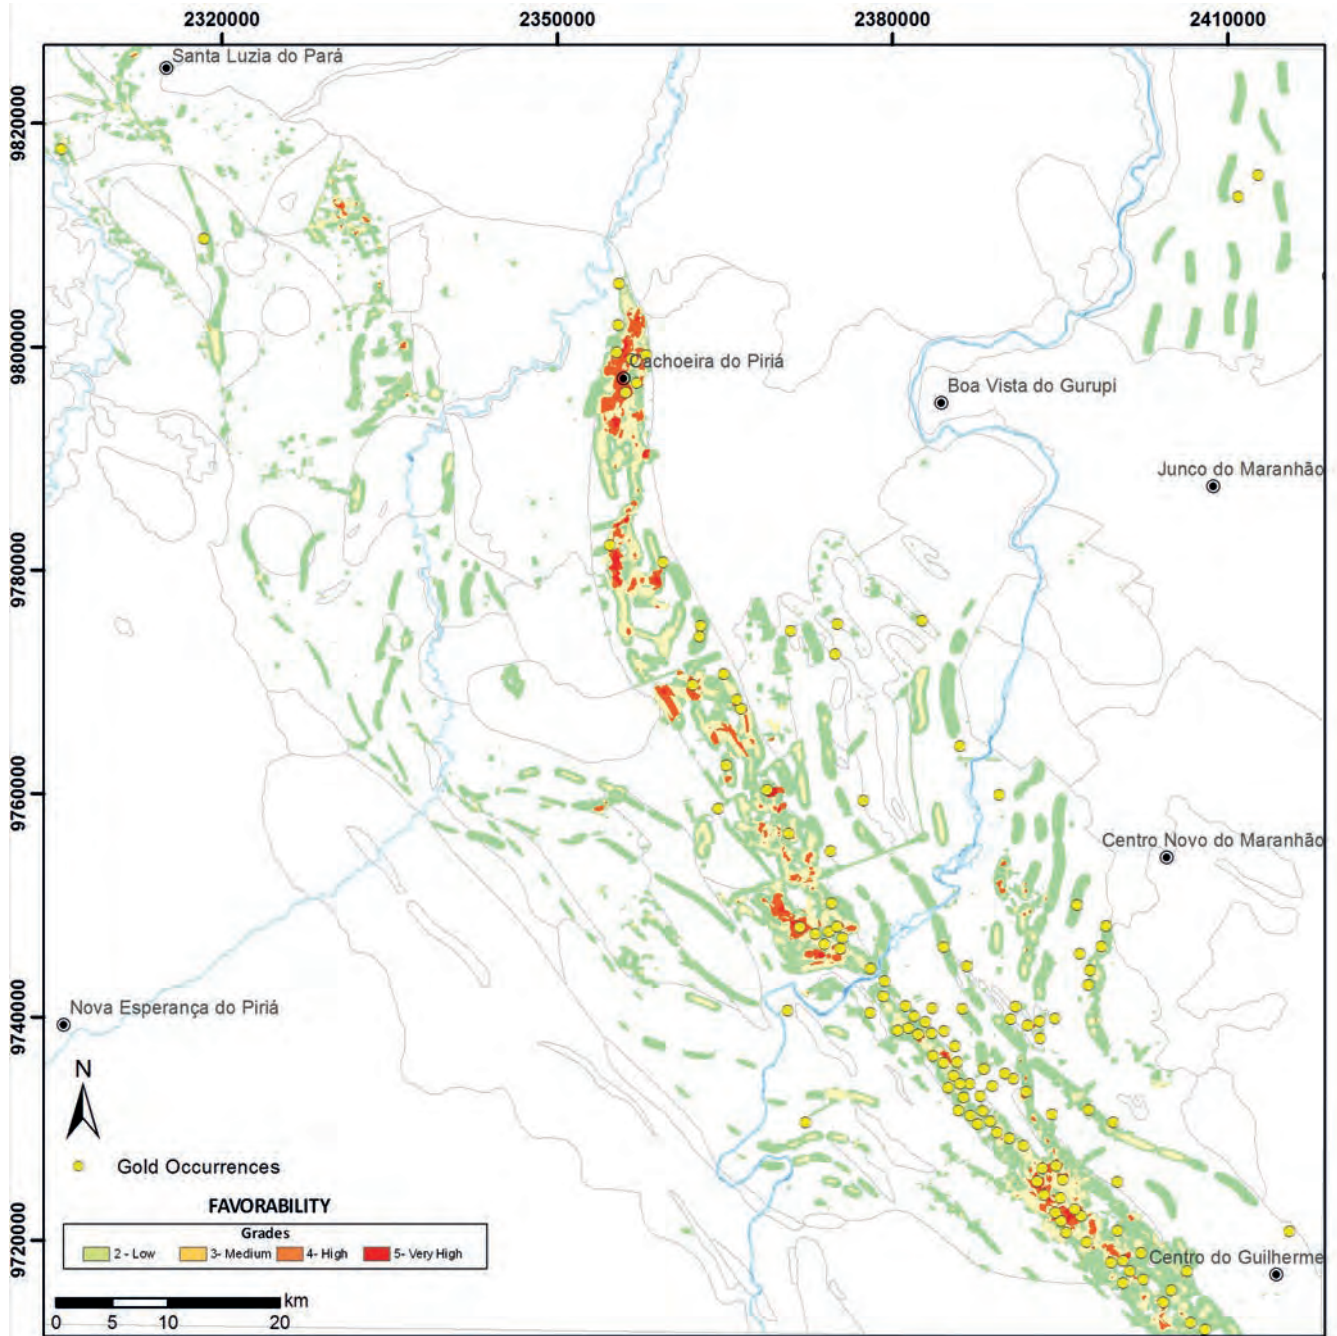 2320000 2350000 2380000 2410000
Santa Luzia do Pará
9820000
9800000
Cachoeira do Piriá
Boa Vista do Gurupi
Junco do Maranhão
9780000
9760000
Centro Novo do Maranhão
Nova Esperança do Piriá
9740000
N
Gold Occurrences
FAVORABILITY
Grades
2 - Low 3- Medium 4- High 5- Very High
9720000
Centro do Guilherme
km
0 5 10 20